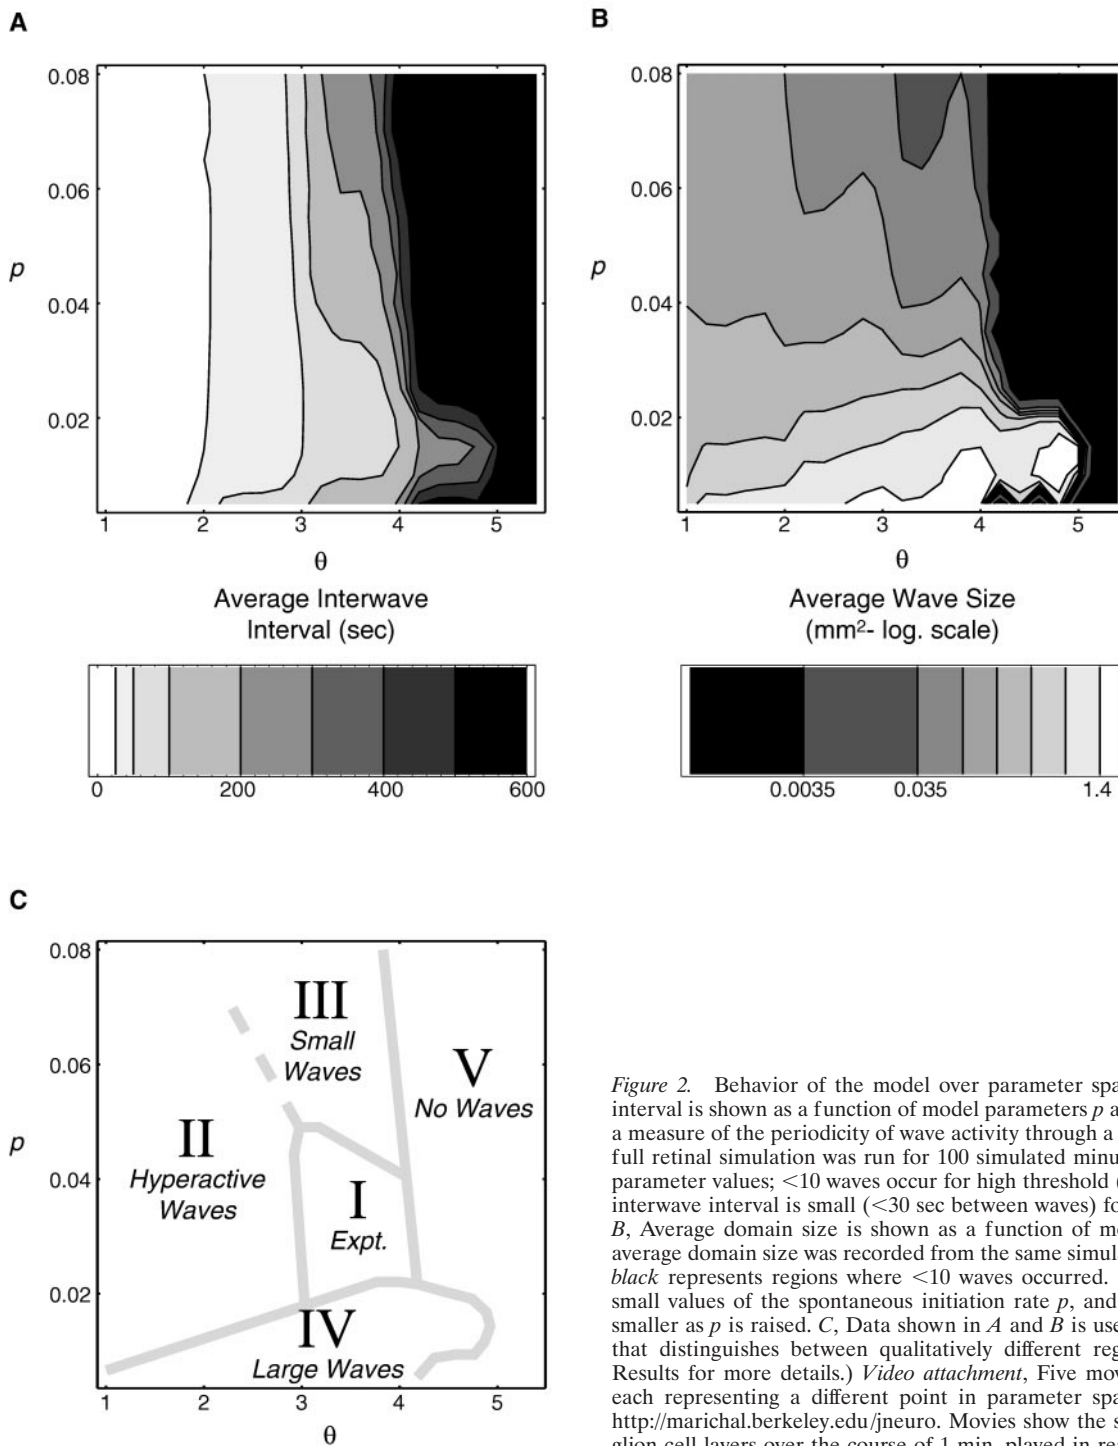 A
0.08
0.06
p
0.04
0.02
1 2 3 4 5
θ
Average Interwave
Interval (sec)
0 200 400 600
B
0.08
0.06
p
0.04
0.02
1 2 3 4 5
θ
Average Wave Size
(mm²- log. scale)
0.0035 0.035 1.4
C
0.08
0.06
p
0.04
0.02
1 2 3 4 5
θ
III
Small
Waves
V
No Waves
II
Hyperactive
Waves
I
Expt.
IV
Large Waves
Figure 2. Behavior of the model over parameter spa
interval is shown as a function of model parameters p a
a measure of the periodicity of wave activity through a
full retinal simulation was run for 100 simulated minu
parameter values; <10 waves occur for high threshold (
interwave interval is small (<30 sec between waves) fo
B, Average domain size is shown as a function of mo
average domain size was recorded from the same simul
black represents regions where <10 waves occurred.
small values of the spontaneous initiation rate p, and
smaller as p is raised. C, Data shown in A and B is use
that distinguishes between qualitatively different reg
Results for more details.) Video attachment, Five mov
each representing a different point in parameter spa
http://marichal.berkeley.edu/jneuro. Movies show the s
glion cell layers over the course of 1 min, played in re